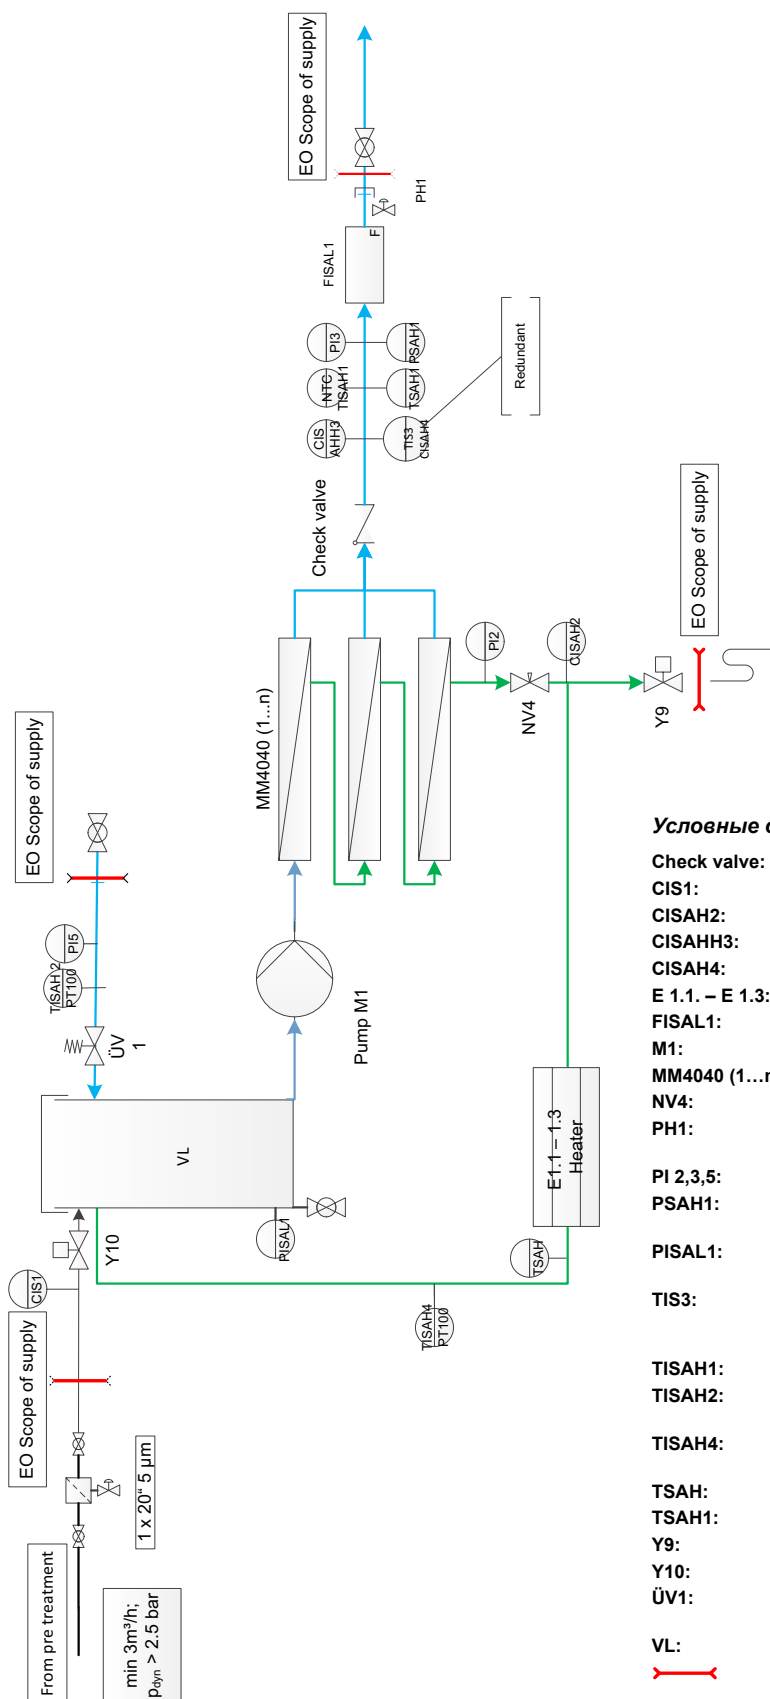 EO Scope of supply
PH1
FISAL1
F
PI3
PSAH1
NTC
TISAH1
TSAH1
CIS
AHH3
TIS3
CISAH4
Redundant
Check valve
EO Scope of supply
PI2
CISAH2
NV4
Y9
MM4040 (1...n)
EO Scope of supply
PI5
TISAH 2
PT100
ÜV
1
Pump M1
VL
PISAL1
E1.1 – 1.3
Heater
TSAH
TISAH4
PT100
Y10
CIS1
EO Scope of supply
1 x 20“ 5 µm
From pre treatment
min 3m³/h;
pdyn > 2.5 bar
Условные о
Check valve:
CIS1:
CISAH2:
CISAHH3:
CISAH4:
E 1.1. – E 1.3:
FISAL1:
M1:
MM4040 (1…n
NV4:
PH1:
PI 2,3,5:
PSAH1:
PISAL1:
TIS3:
TISAH1:
TISAH2:
TISAH4:
TSAH:
TSAH1:
Y9:
Y10:
ÜV1:
VL: